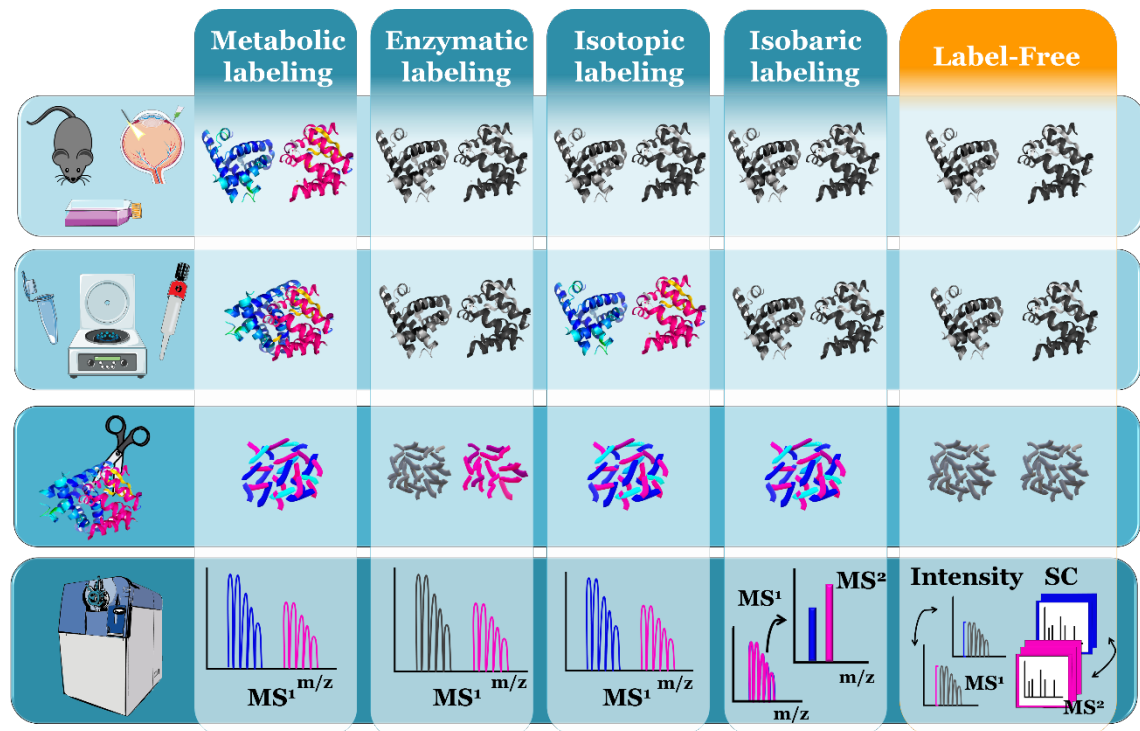 Metabolic
labeling
Enzymatic
labeling
Isotopic
labeling
Isobaric
labeling
Label-Free
m/z
MS¹
m/z
MS¹
m/z
MS¹
MS¹
m/z
MS²
m/z
Intensity
MS¹
SC
MS²